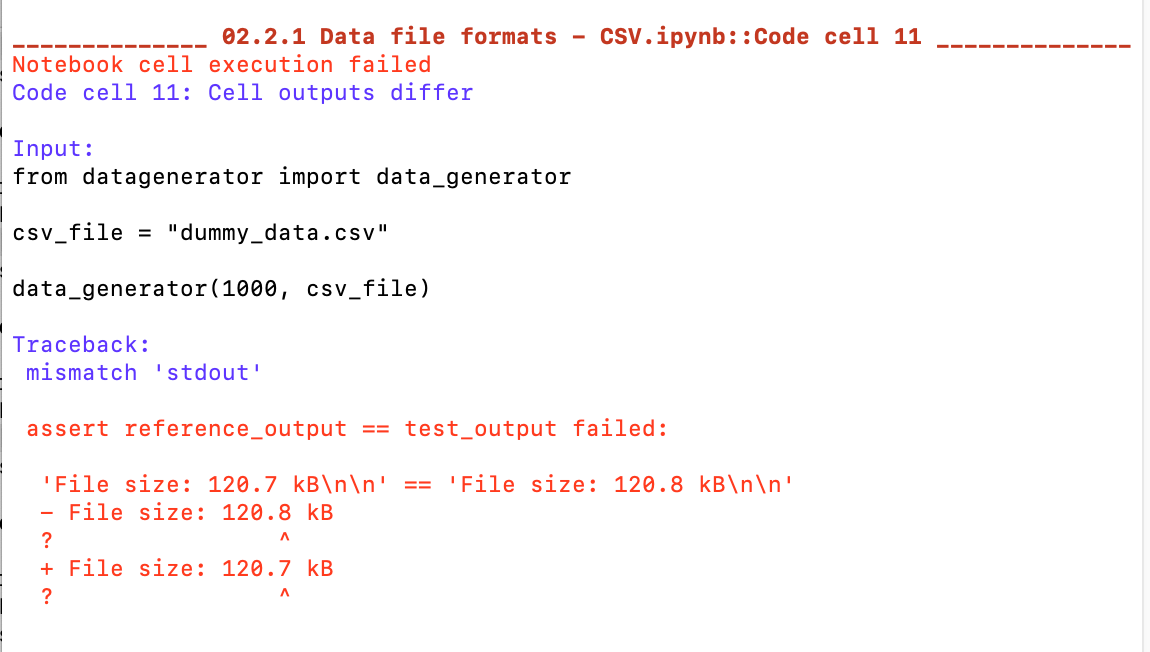 ______________ 02.2.1 Data file formats - CSV.ipynb::Code cell 11 ______________
Notebook cell execution failed
Code cell 11: Cell outputs differ
Input:
from datagenerator import data_generator
csv_file = "dummy_data.csv"
data_generator(1000, csv_file)
Traceback:
mismatch 'stdout'
assert reference_output == test_output failed:
'File size: 120.7 kB\n\n' == 'File size: 120.8 kB\n\n'
- File size: 120.8 kB
?                 ^
+ File size: 120.7 kB
?                 ^